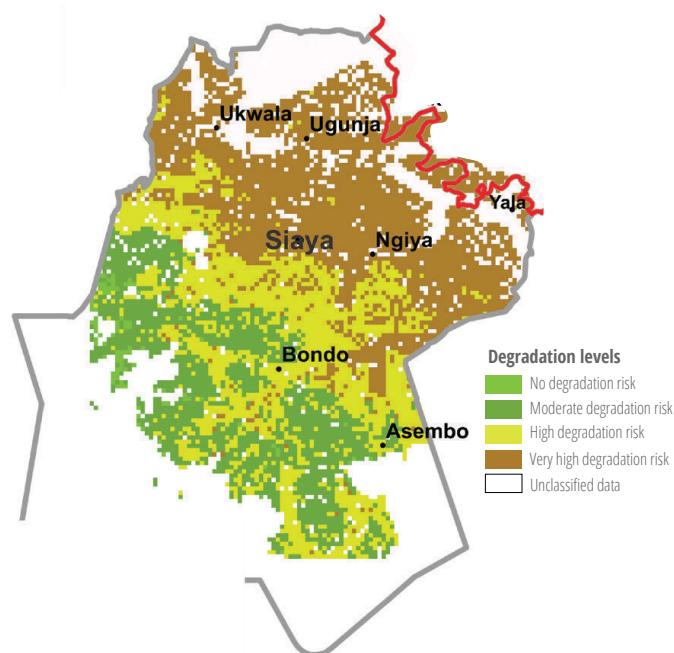 Ukwala
Ugunja
Yala
Siaya
Ngiya
Bondo
Asembo
Degradation levels
No degradation risk
Moderate degradation risk
High degradation risk
Very high degradation risk
Unclassified data